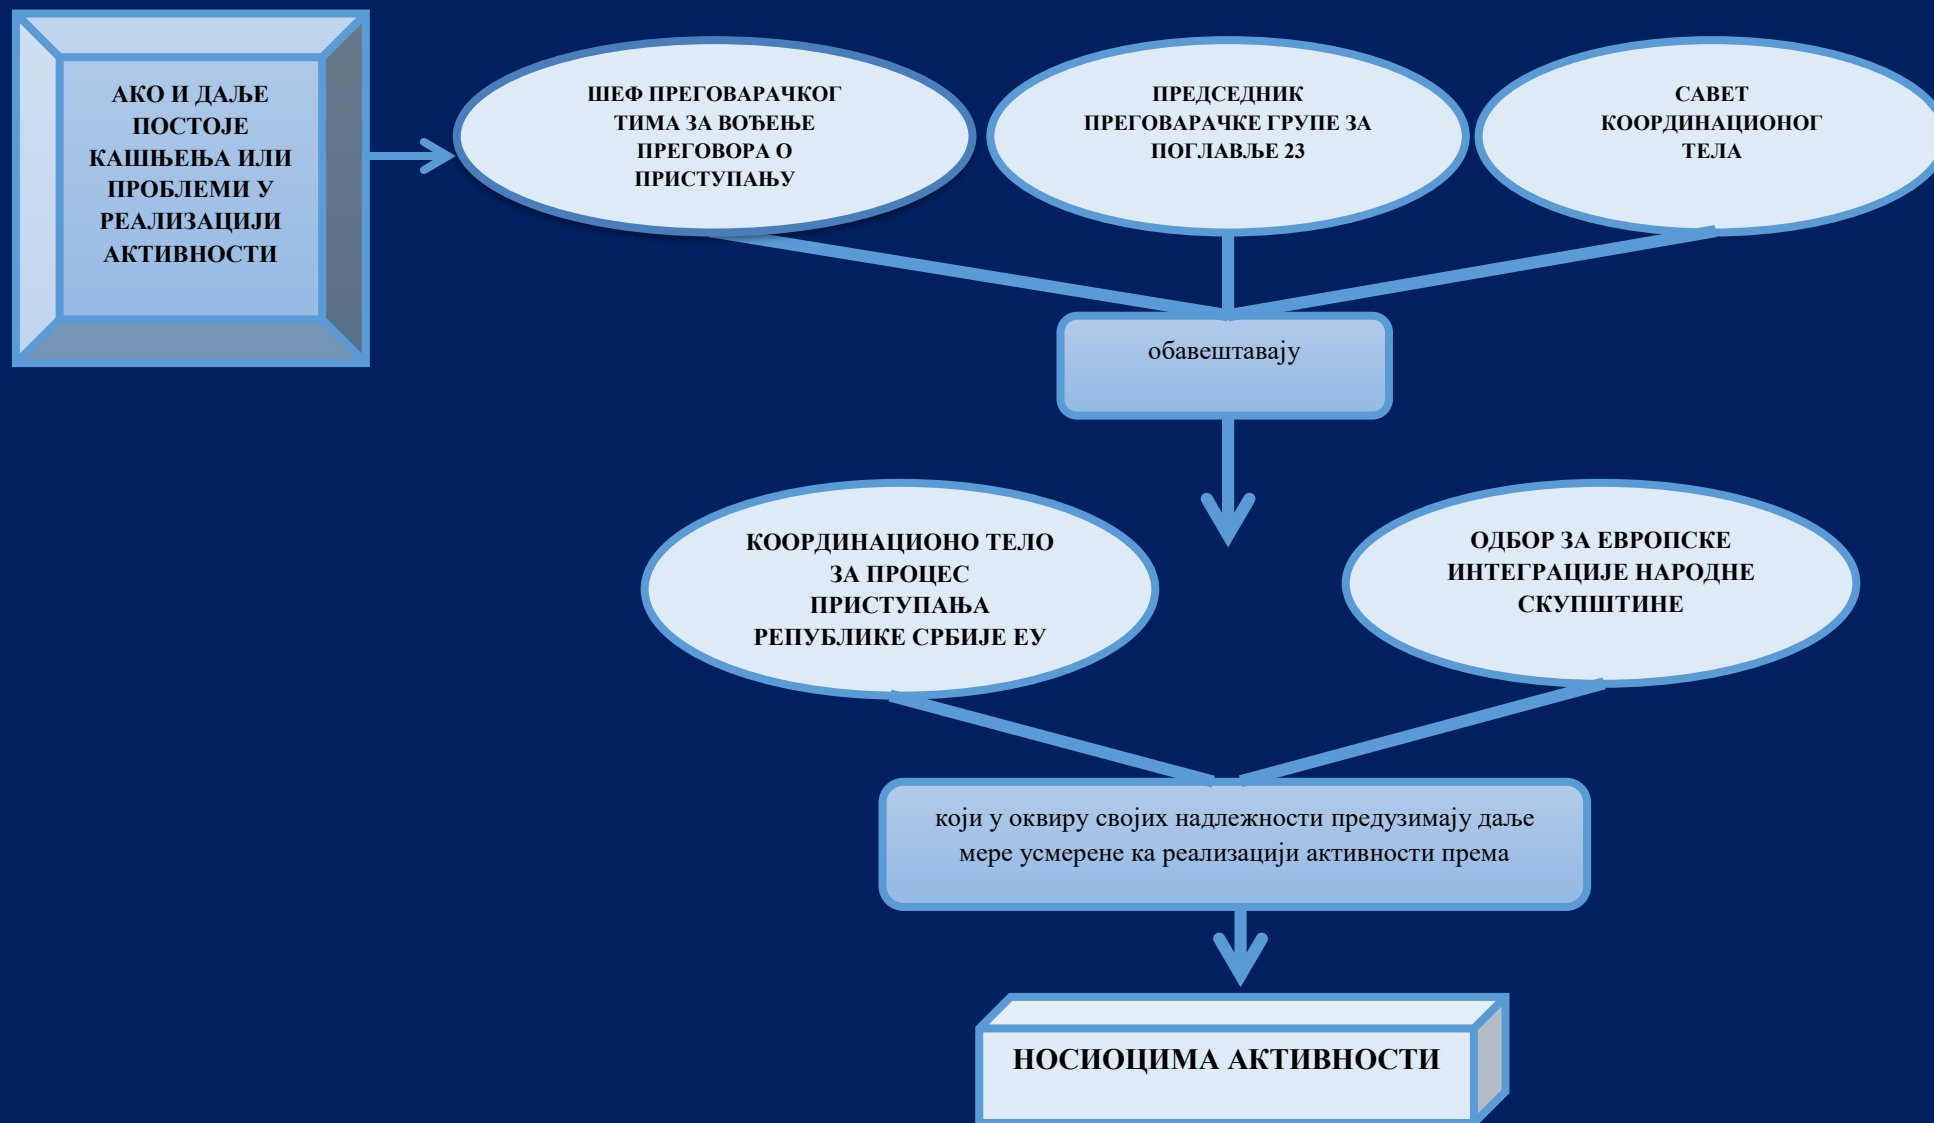 АКО И ДАЉЕ
ПОСТОЈЕ
КАШЊЕЊА ИЛИ
ПРОБЛЕМИ У
РЕАЛИЗАЦИЈИ
АКТИВНОСТИ
ШЕФ ПРЕГОВАРАЧКОГ
ТИМА ЗА ВОЂЕЊЕ
ПРЕГОВОРА О
ПРИСТУПАЊУ
ПРЕДСЕДНИК
ПРЕГОВАРАЧКЕ ГРУПЕ ЗА
ПОГЛАВЉЕ 23
САВЕТ
КООРДИНАЦИОНОГ
ТЕЛА
обавештавају
КООРДИНАЦИОНО ТЕЛО
ЗА ПРОЦЕС
ПРИСТУПАЊА
РЕПУБЛИКЕ СРБИЈЕ ЕУ
ОДБОР ЗА ЕВРОПСКЕ
ИНТЕГРАЦИЈЕ НАРОДНЕ
СКУПШТИНЕ
који у оквиру својих надлежности предузимају даље
мере усмерене ка реализацији активности према
НОСИОЦИМА АКТИВНОСТИ